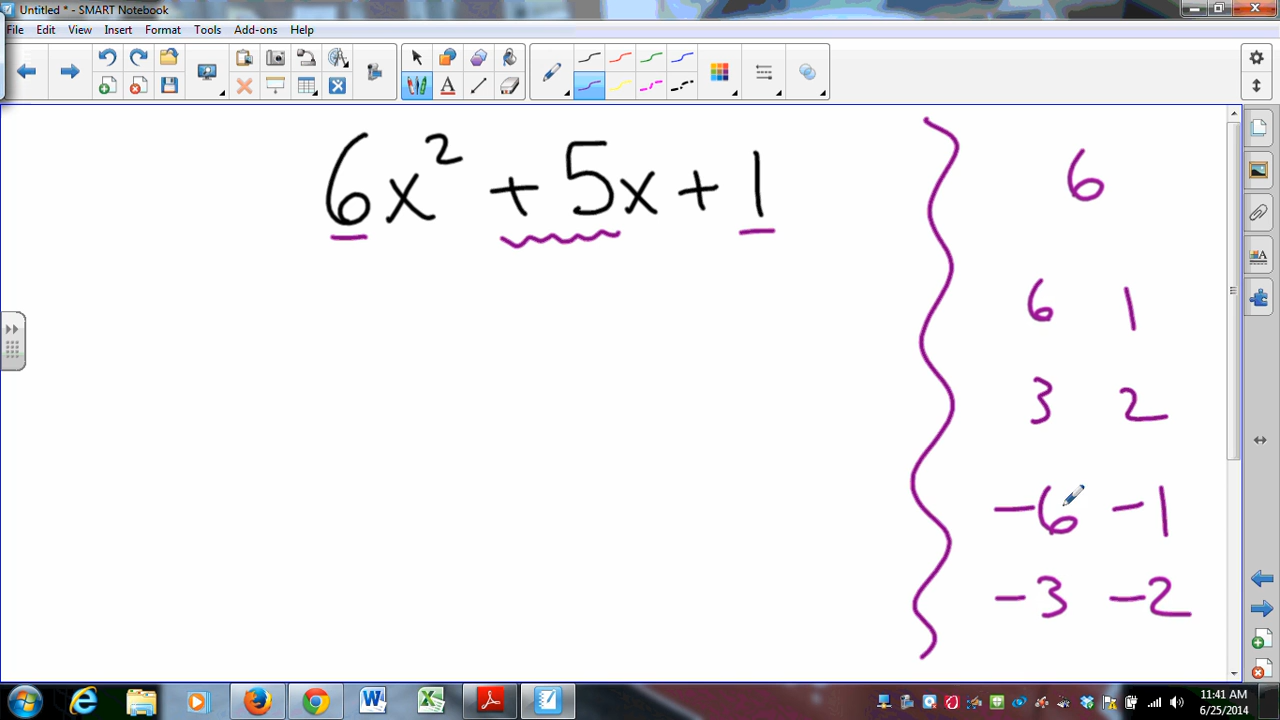 Untitled * - SMART Notebook
File Edit View Insert Format Tools Add-ons Help
6x² + 5x + 1
6
6 1
3 2
-6 -1
-3 -2
11:41 AM
6/25/2014